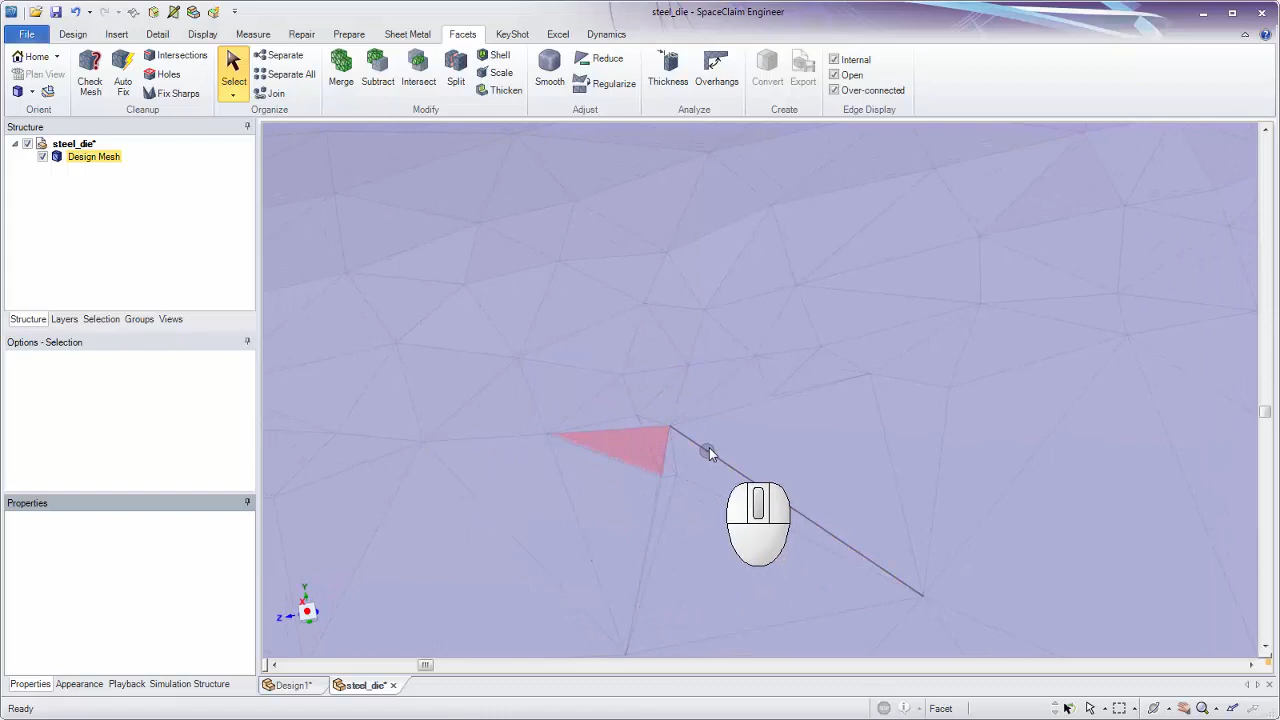 steel_die - SpaceClaim Engineer
File Design Insert Detail Display Measure Repair Prepare Sheet Metal Facets KeyShot Excel Dynamics
Home
Plan View
Orient
Check Mesh
Auto Fix
Intersections
Holes
Fix Sharps
Cleanup
Select
Separate
Separate All
Join
Organize
Merge
Subtract
Intersect
Split
Shell
Scale
Thicken
Modify
Smooth
Reduce
Regularize
Adjust
Thickness
Overhangs
Analyze
Convert
Export
Create
Internal
Open
Over-connected
Edge Display
Structure
steel_die*
Design Mesh
Structure Layers Selection Groups Views
Options - Selection
Properties
Y
X
Z
Properties Appearance Playback Simulation Structure
Design1* steel_die*
Ready
Facet